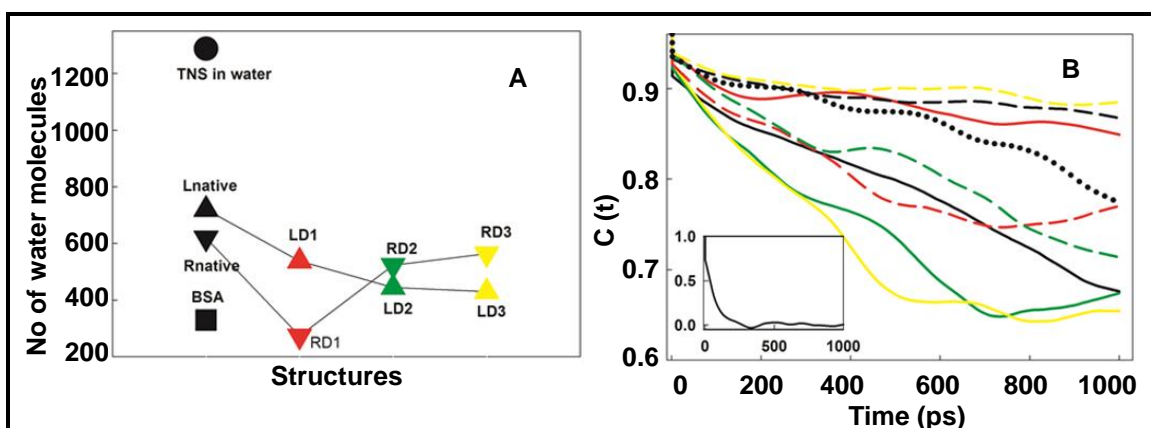 No of water molecules
1200
1000
800
600
400
200
A
TNS in water
Lnative
Rnative
BSA
LD1
RD1
RD2
LD2
RD3
LD3
Structures
C (t)
0.9
0.8
0.7
0.6
B
1.0
0.5
0.0
0 500 1000
0 200 400 600 800 1000
Time (ps)